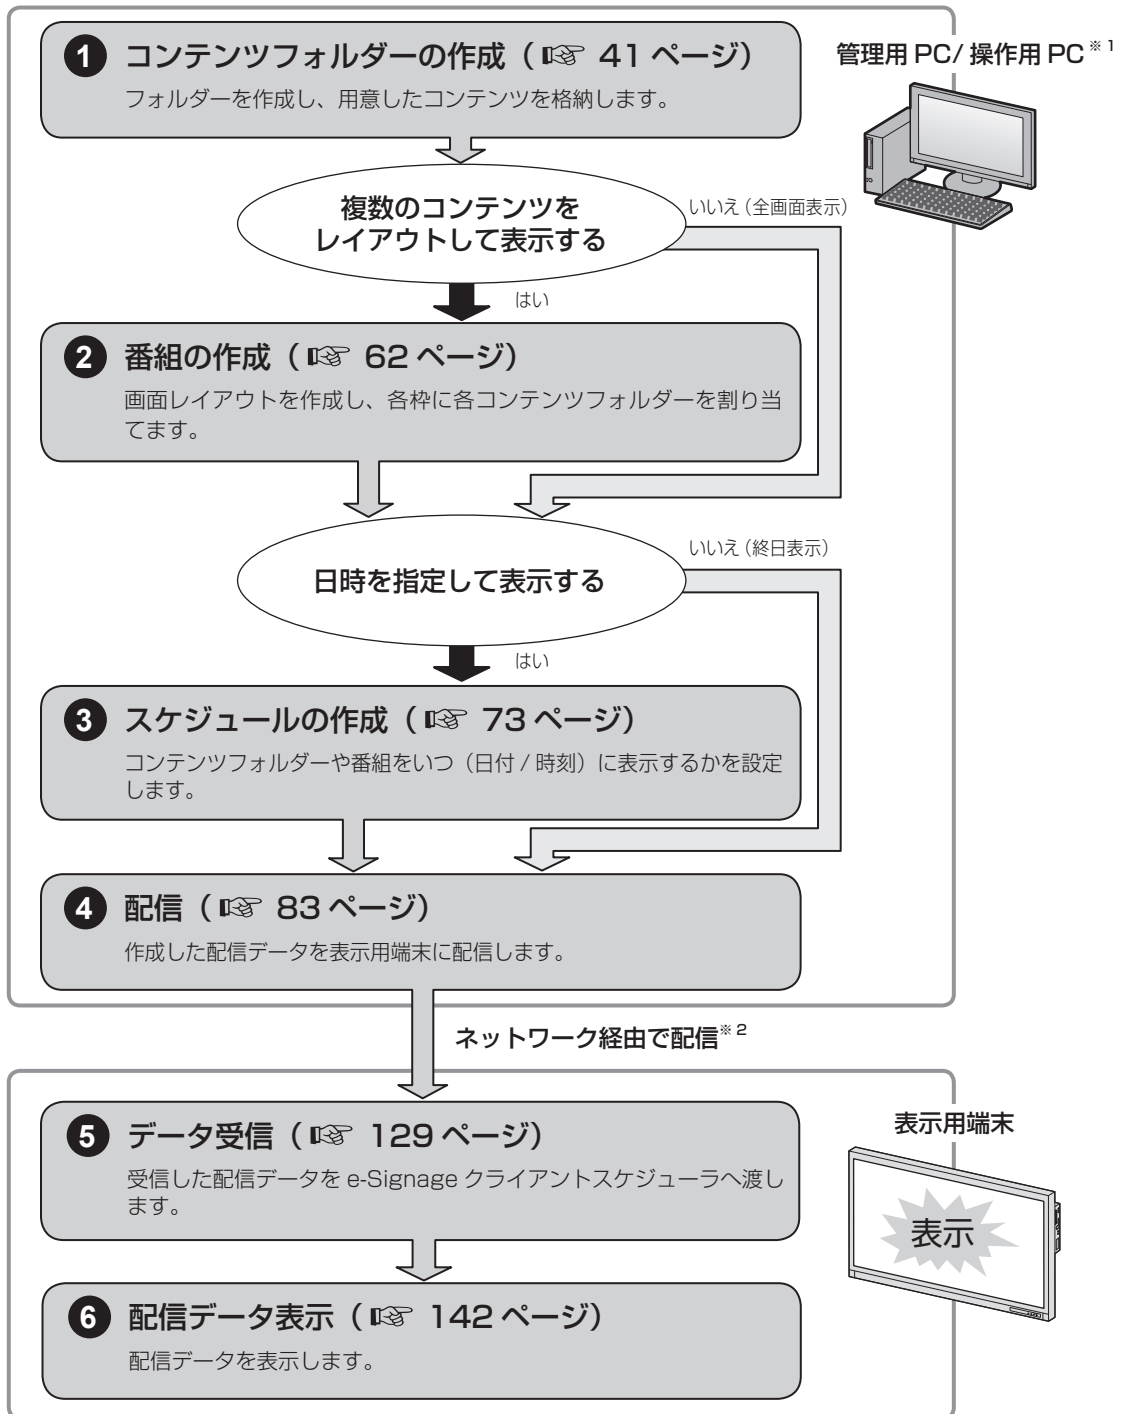 1 コンテンツフォルダーの作成（☞ 41 ページ）
フォルダーを作成し、用意したコンテンツを格納します。
管理用 PC/ 操作用 PC※1
複数のコンテンツを
レイアウトして表示する
いいえ（全画面表示）
はい
2 番組の作成（☞ 62 ページ）
画面レイアウトを作成し、各枠に各コンテンツフォルダーを割り当
てます。
日時を指定して表示する
いいえ（終日表示）
はい
3 スケジュールの作成（☞ 73 ページ）
コンテンツフォルダーや番組をいつ（日付 / 時刻）に表示するかを設定
します。
4 配信（☞ 83 ページ）
作成した配信データを表示用端末に配信します。
ネットワーク経由で配信※2
5 データ受信（☞ 129 ページ）
受信した配信データを e-Signage クライアントスケジューラへ渡し
ます。
表示用端末
表示
6 配信データ表示（☞ 142 ページ）
配信データを表示します。